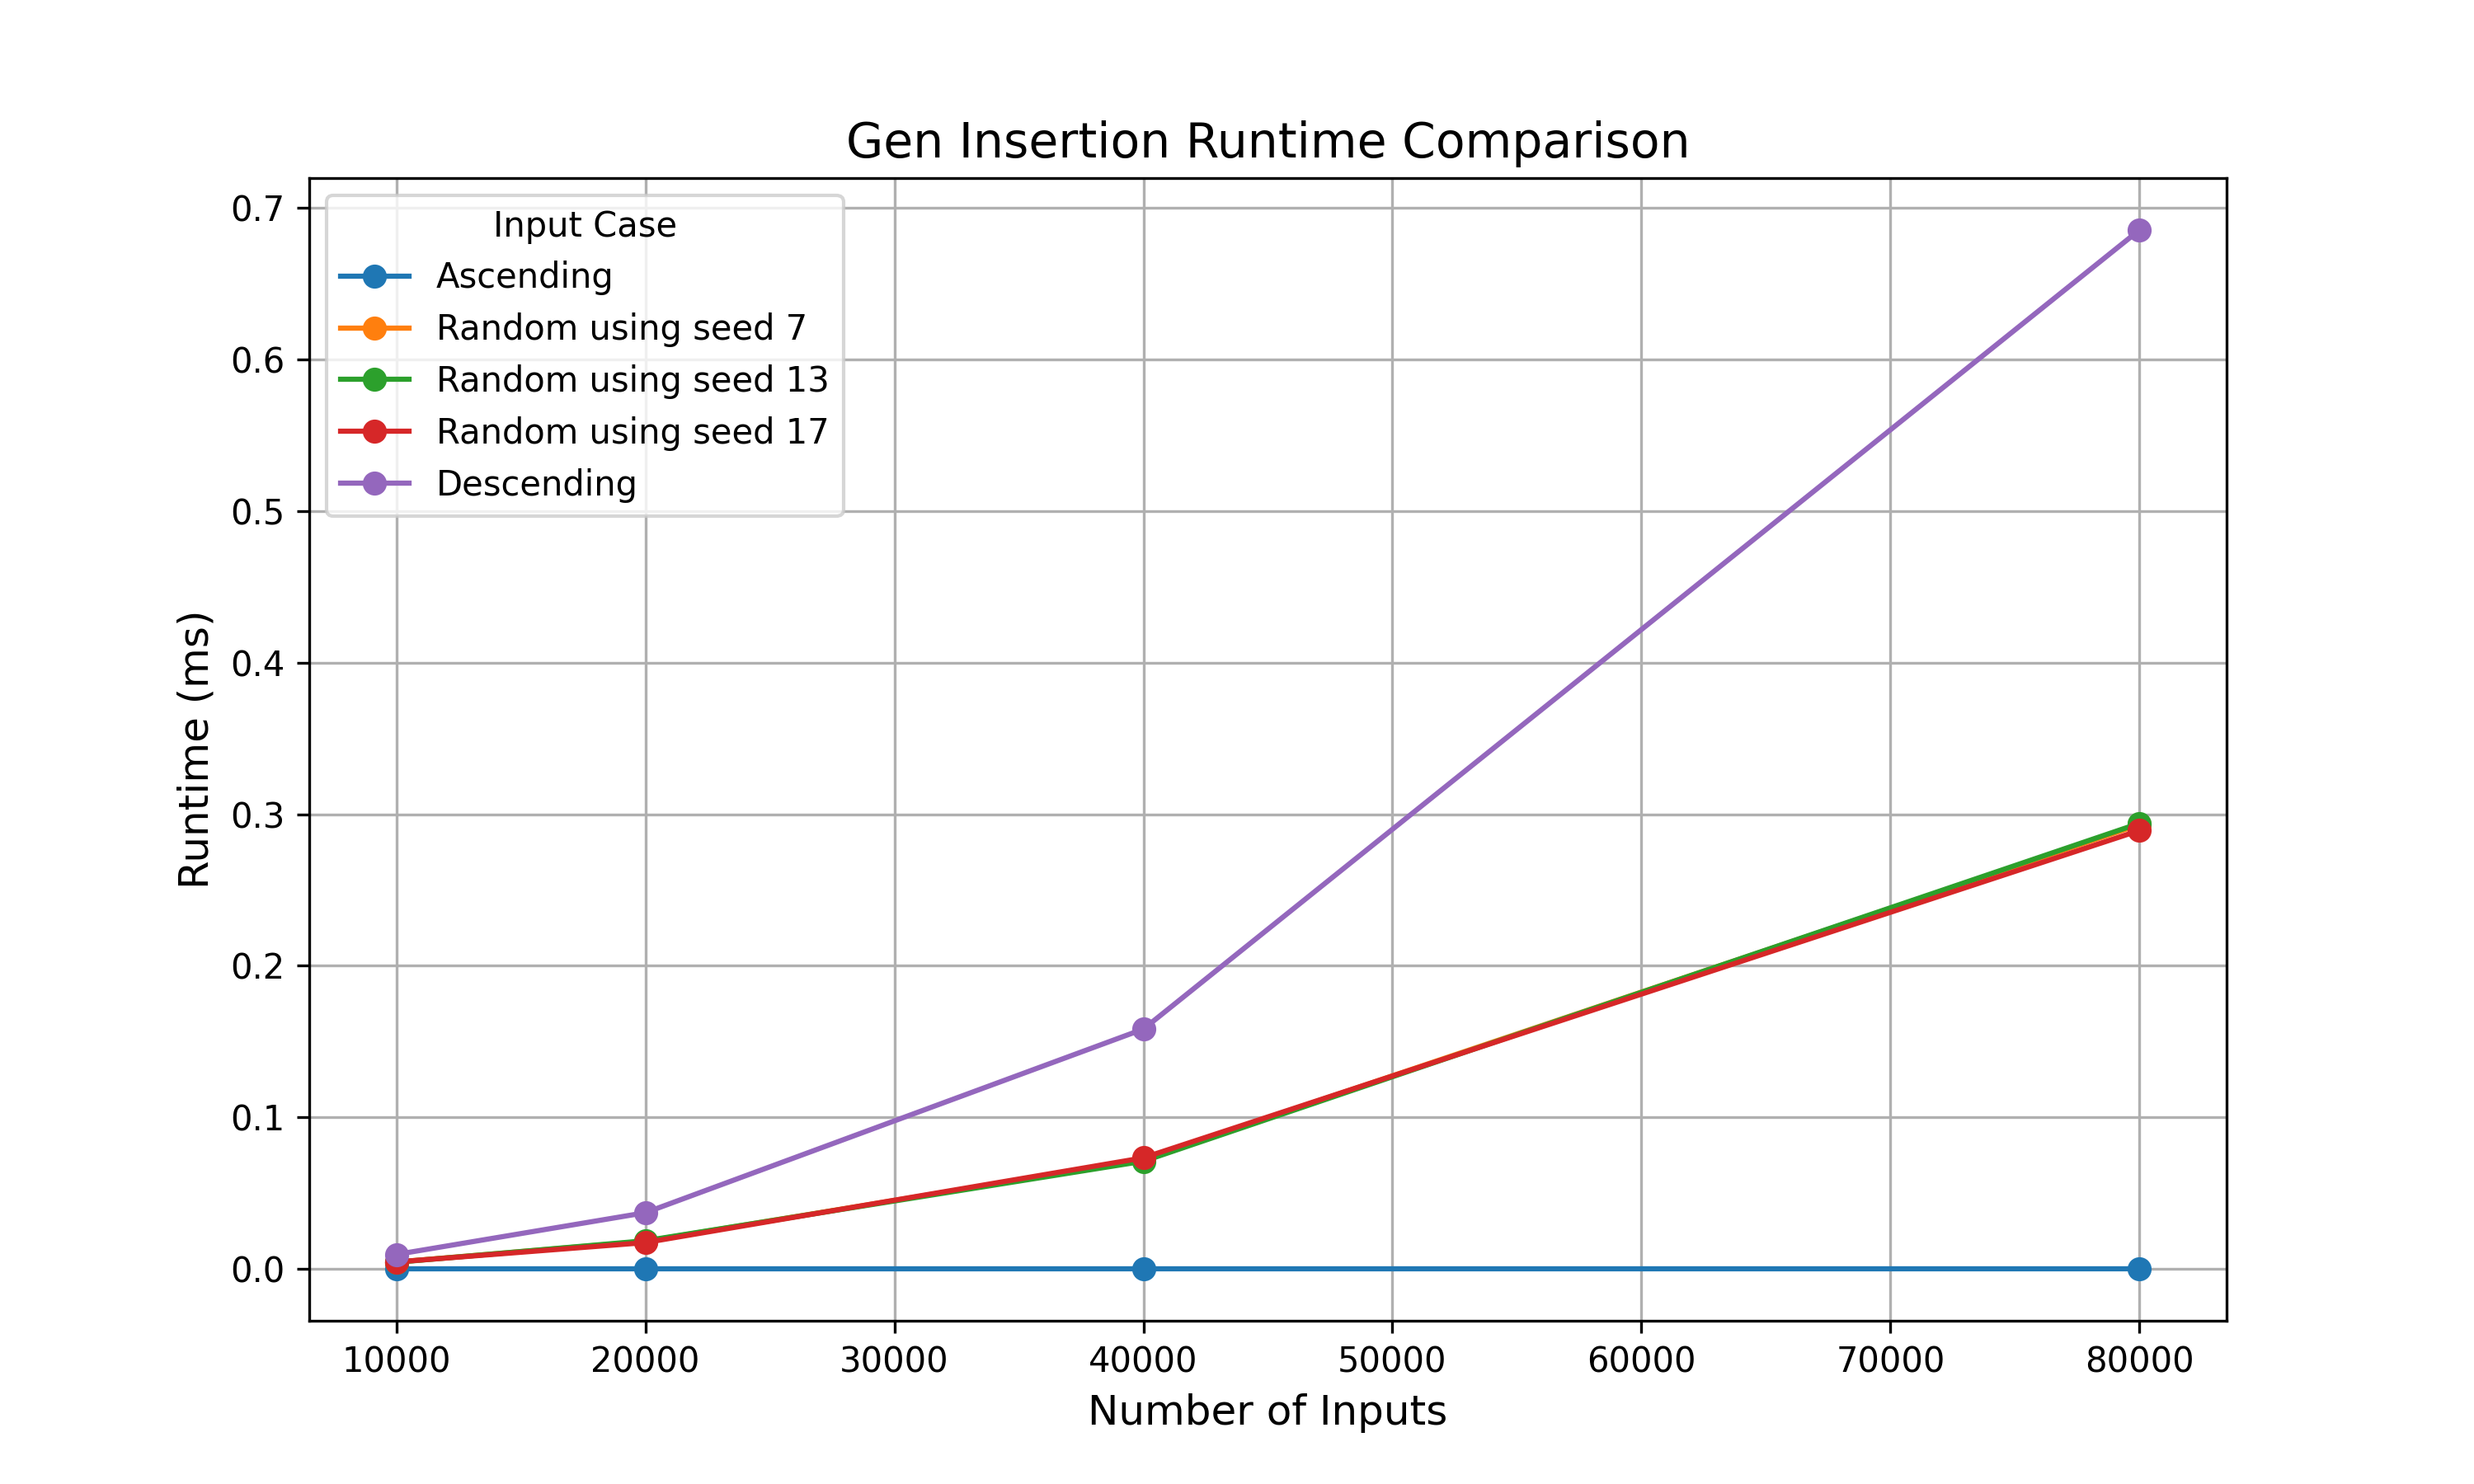 Gen Insertion Runtime Comparison
Input Case
Ascending
Random using seed 7
Random using seed 13
Random using seed 17
Descending
Runtime (ms)
0.7
0.6
0.5
0.4
0.3
0.2
0.1
0.0
10000 20000 30000 40000 50000 60000 70000 80000
Number of Inputs